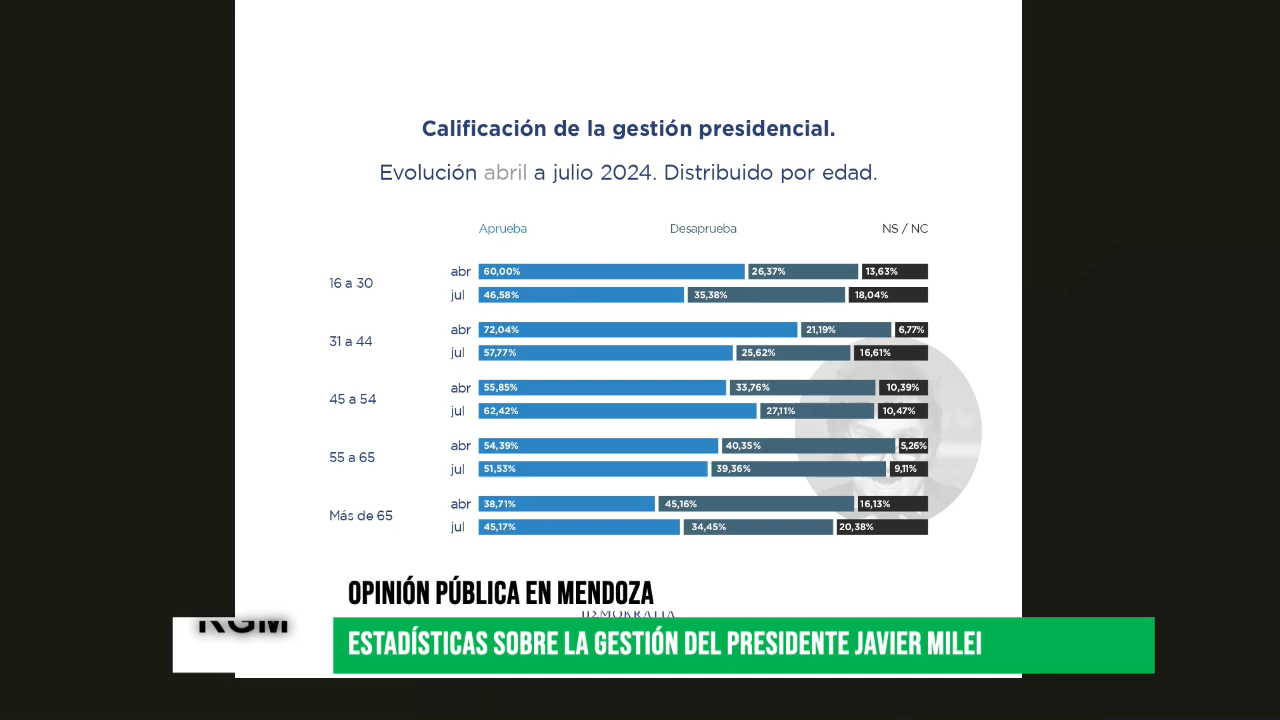 Calificación de la gestión presidencial.
Evolución abril a julio 2024. Distribuido por edad.
Aprueba Desaprueba NS / NC
16 a 30
abr 60,00% 26,37% 13,63%
jul 46,58% 35,38% 18,04%
31 a 44
abr 72,04% 21,19% 6,77%
jul 57,77% 25,62% 16,61%
45 a 54
abr 55,85% 33,76% 10,39%
jul 62,42% 27,11% 10,47%
55 a 65
abr 54,39% 40,35% 5,26%
jul 51,53% 39,36% 9,11%
Más de 65
abr 38,71% 45,16% 16,13%
jul 45,17% 34,45% 20,38%
OPINIÓN PÚBLICA EN MENDOZA
DΣMOKRATIA
RGM
ESTADÍSTICAS SOBRE LA GESTIÓN DEL PRESIDENTE JAVIER MILEI